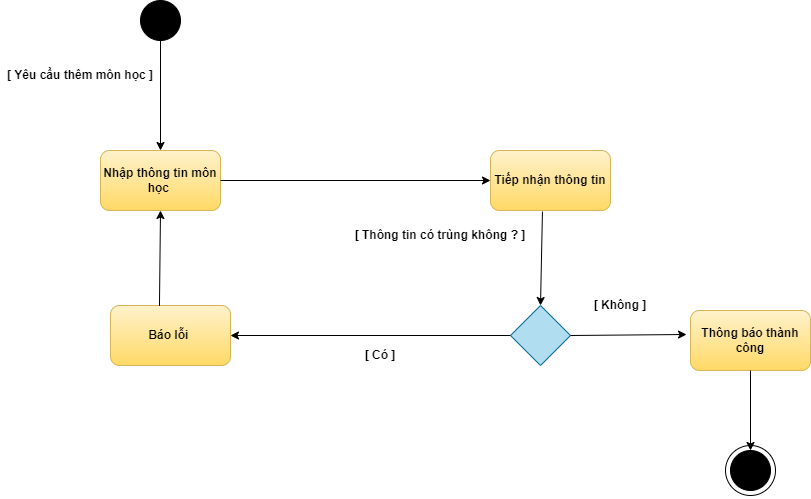 [ Yêu cầu thêm môn học ]
Nhập thông tin môn
học
Tiếp nhận thông tin
[ Thông tin có trùng không ? ]
[ Không ]
Thông báo thành
công
Báo lỗi
[ Có ]